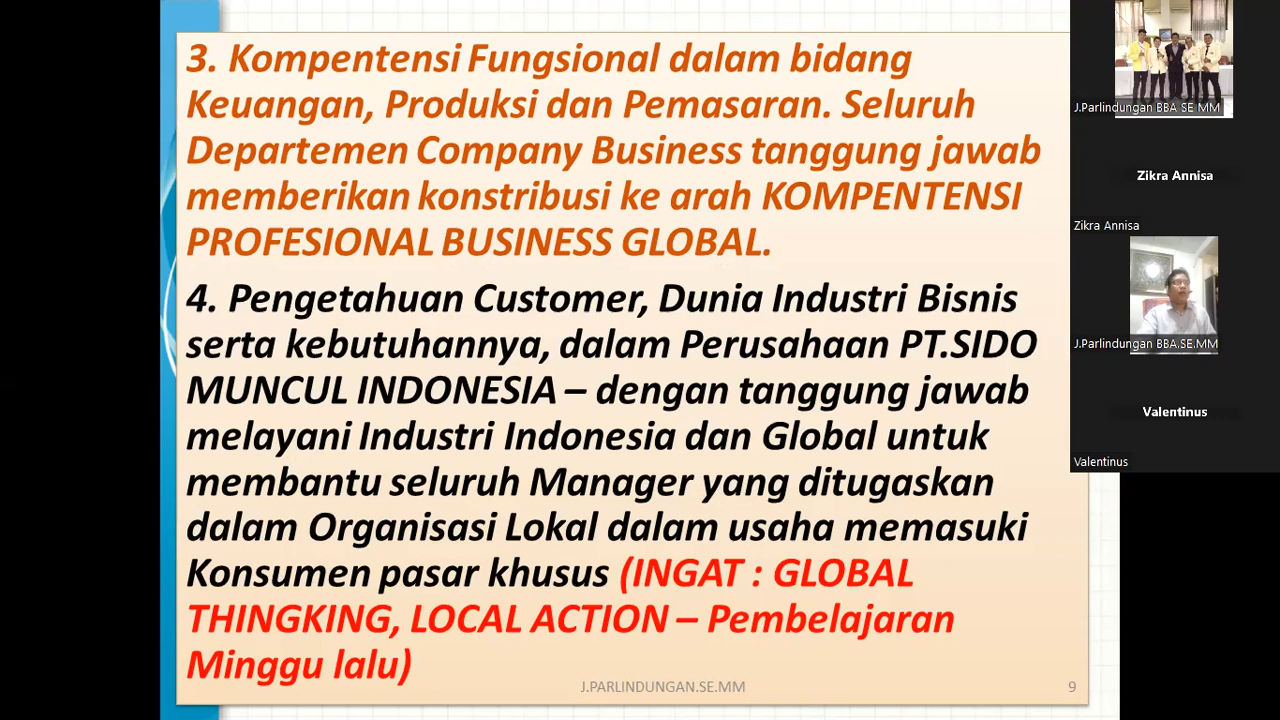 3. Kompentensi Fungsional dalam bidang
Keuangan, Produksi dan Pemasaran. Seluruh
Departemen Company Business tanggung jawab
memberikan konstribusi ke arah KOMPENTENSI
PROFESIONAL BUSINESS GLOBAL.
4. Pengetahuan Customer, Dunia Industri Bisnis
serta kebutuhannya, dalam Perusahaan PT.SIDO
MUNCUL INDONESIA – dengan tanggung jawab
melayani Industri Indonesia dan Global untuk
membantu seluruh Manager yang ditugaskan
dalam Organisasi Lokal dalam usaha memasuki
Konsumen pasar khusus (INGAT : GLOBAL
THINGKING, LOCAL ACTION – Pembelajaran
Minggu lalu)
J.PARLINDUNGAN.SE.MM
9
J.Parlindungan BBA SE MM
Zikra Annisa
Zikra Annisa
J.Parlindungan BBA.SE.MM
Valentinus
Valentinus